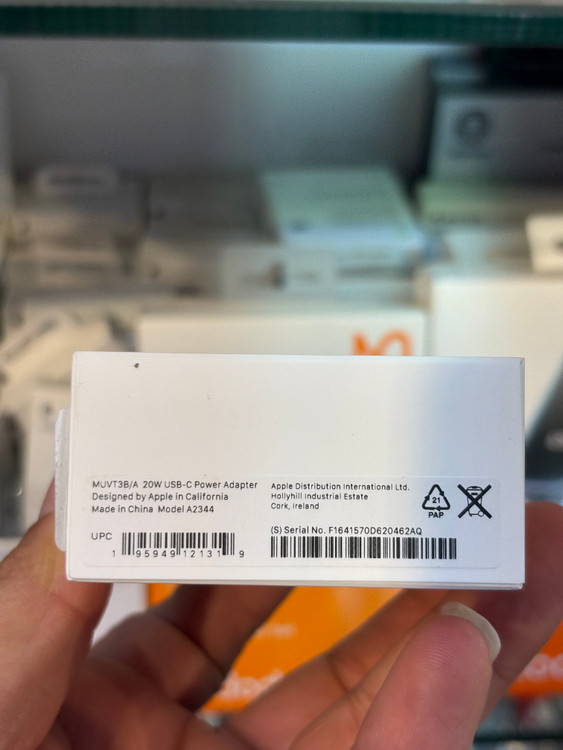 MUVT3B/A 20W USB-C Power Adapter
Designed by Apple in California
Made in China Model A2344
Apple Distribution International Ltd.
Hollyhill Industrial Estate
Cork, Ireland
21
PAP
UPC
1 95949 12131 9
(S) Serial No. F1641570D620462AQ